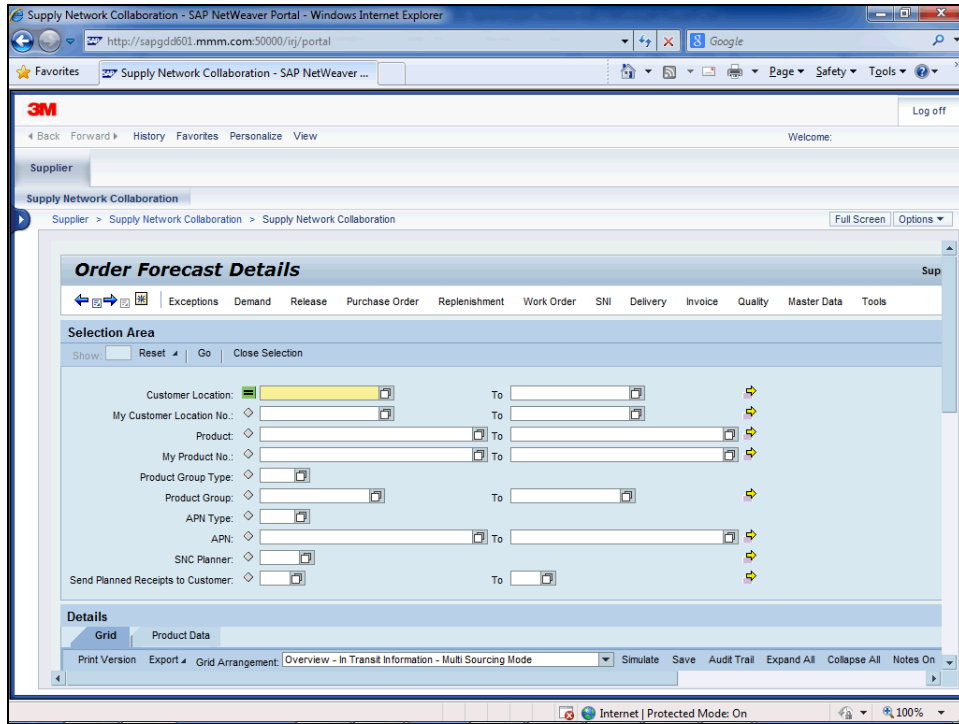 Supply Network Collaboration - SAP NetWeaver Portal - Windows Internet Explorer
http://sapgdd601.mmm.com:50000/irj/portal
Google
Favorites Supply Network Collaboration - SAP NetWeaver ... Page Safety Tools
3M Log off
Back Forward History Favorites Personalize View Welcome:
Supplier
Supply Network Collaboration
Supplier > Supply Network Collaboration > Supply Network Collaboration Full Screen Options
Order Forecast Details Sup
Exceptions Demand Release Purchase Order Replenishment Work Order SNI Delivery Invoice Quality Master Data Tools
Selection Area
Show: Reset Go Close Selection
Customer Location: To
My Customer Location No.: To
Product: To
My Product No.: To
Product Group Type:
Product Group: To
APN Type:
APN: To
SNC Planner:
Send Planned Receipts to Customer: To
Details
Grid Product Data
Print Version Export Grid Arrangement: Overview - In Transit Information - Multi Sourcing Mode Simulate Save Audit Trail Expand All Collapse All Notes On
Internet | Protected Mode: On 100%